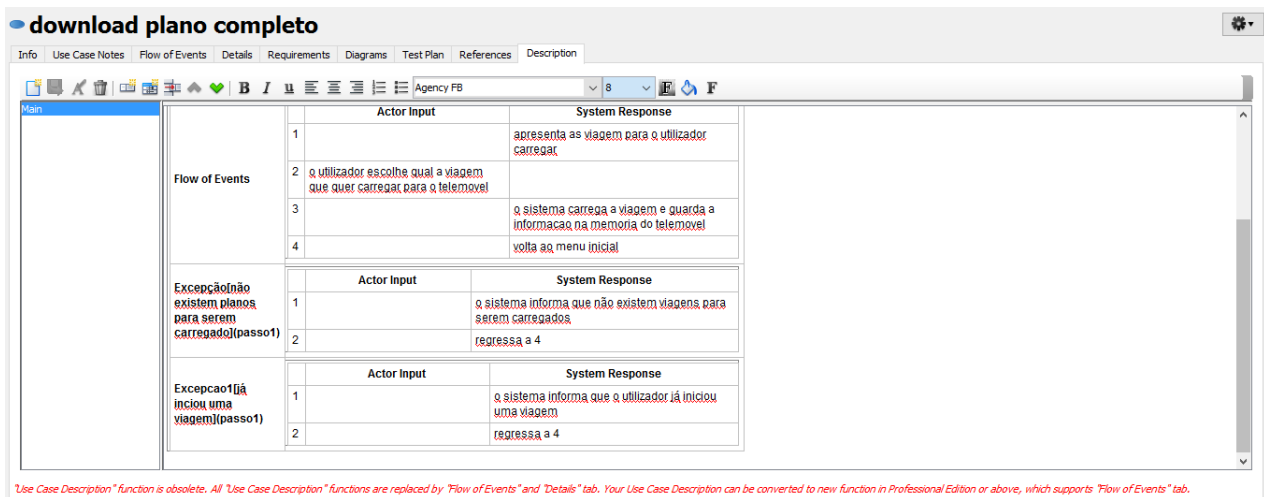 download plano completo
Info Use Case Notes Flow of Events Details Requirements Diagrams Test Plan References Description
B I u Agency FB 8 F F
Main
Actor Input System Response
Flow of Events
1 apresenta as viagem para o utilizador
carregar
2 o utilizador escolhe qual a viagem
que quer carregar para o telemovel
3 o sistema carrega a viagem e guarda a
informacao na memoria do telemovel
4 volta ao menu inicial
Excepção[não
existem planos
para serem
carregado](passo1)
Actor Input System Response
1 o sistema informa que não existem viagens para
serem carregados
2 regressa a 4
Excepcao1[já
inciou uma
viagem](passo1)
Actor Input System Response
1 o sistema informa que o utilizador já iniciou
uma viagem
2 regressa a 4
"Use Case Description" function is obsolete. All "Use Case Description" functions are replaced by "Flow of Events" and "Details" tab. Your Use Case Description can be converted to new function in Professional Edition or above, which supports "Flow of Events" tab.